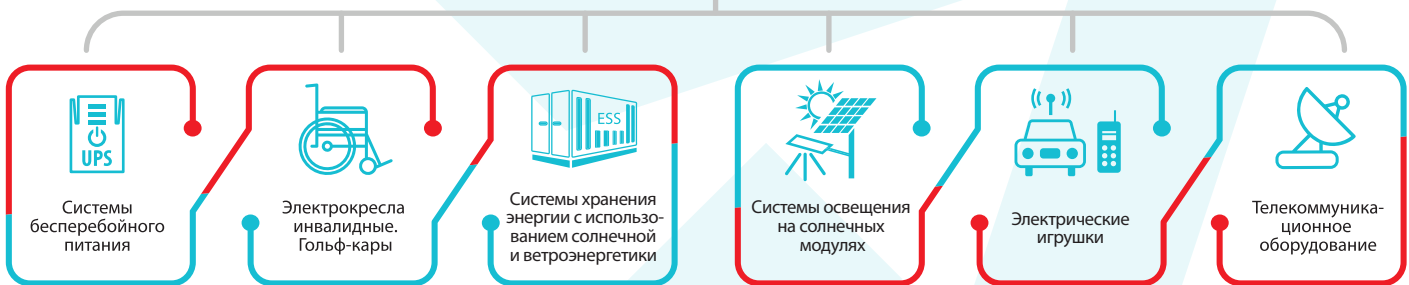 UPS
Системы
бесперебойного
питания
Электрокресла
инвалидные.
Гольф-кары
ESS
Системы хранения
энергии с использо-
ванием солнечной
и ветроэнергетики
Системы освещения
на солнечных
модулях
Электрические
игрушки
Телекоммуника-
ционное
оборудование